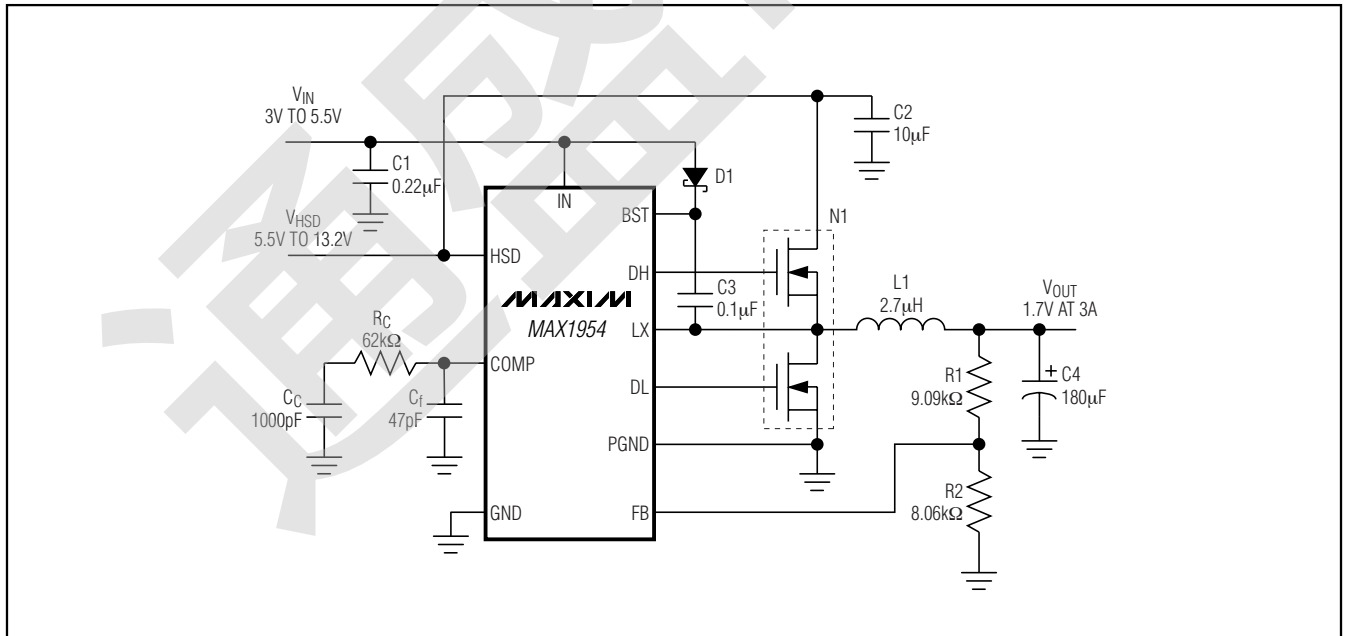 VIN
3V TO 5.5V
C1
0.22µF
VHSD
5.5V TO 13.2V
C2
10µF
D1
IN
BST
N1
HSD
DH
MAXIM
MAX1954
C3
0.1µF
LX
L1
2.7µH
VOUT
1.7V AT 3A
RC
62kΩ
COMP
CC
1000pF
Cf
47pF
DL
R1
9.09kΩ
C4
180µF
+
PGND
R2
8.06kΩ
GND
FB